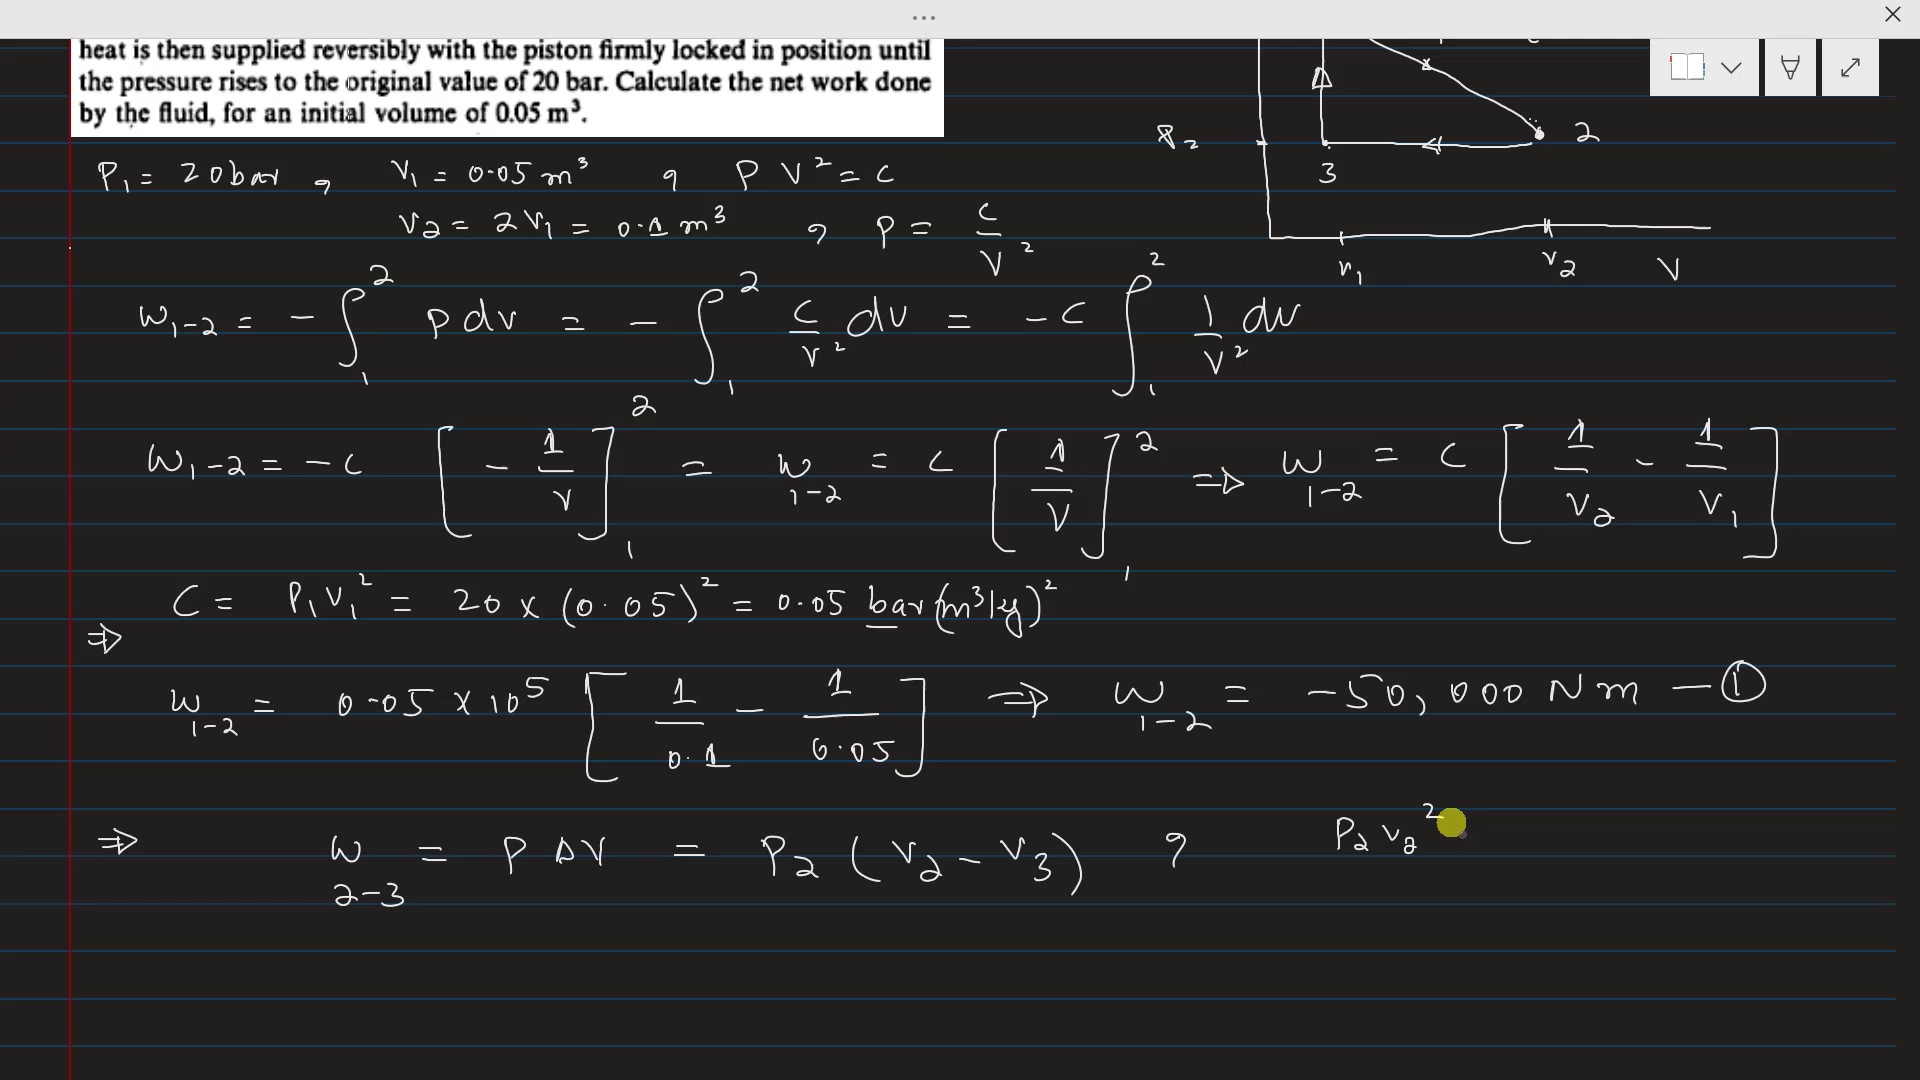 heat is then supplied reversibly with the piston firmly locked in position until
the pressure rises to the original value of 20 bar. Calculate the net work done
by the fluid, for an initial volume of 0.05 m³.
P₂ 2
3
v₁ v₂ V
P₁ = 20 bar , V₁ = 0.05 m³ , P V² = C
V₂ = 2V₁ = 0.1 m³ , P = C/V²
W₁₋₂ = - ∫₁² P dv = - ∫₁² C/V² dv = - C ∫₁² 1/V² dv
W₁₋₂ = - C [ - 1/V ]₁² = W₁₋₂ = C [ 1/V ]₁² ⇒ W₁₋₂ = C [ 1/V₂ - 1/V₁ ]
C = P₁V₁² = 20 × (0.05)² = 0.05 bar (m³/kg)²
⇒
W₁₋₂ = 0.05 × 10⁵ [ 1/0.1 - 1/0.05 ] ⇒ W₁₋₂ = - 50,000 Nm — ①
⇒ W₂₋₃ = P ΔV = P₂ ( V₂ - V₃ ) , P₂ V₂²